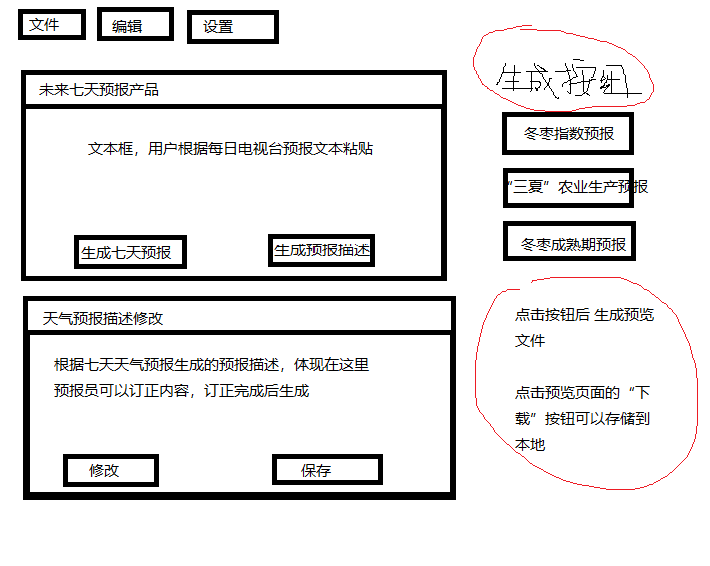 文件
编辑
设置
未来七天预报产品
文本框，用户根据每日电视台预报文本粘贴
生成七天预报
生成预报描述
天气预报描述修改
根据七天天气预报生成的预报描述，体现在这里
预报员可以订正内容，订正完成后生成
修改
保存
生成按钮
冬枣指数预报
“三夏”农业生产预报
冬枣成熟期预报
点击按钮后 生成预览
文件
点击预览页面的“下
载”按钮可以存储到
本地